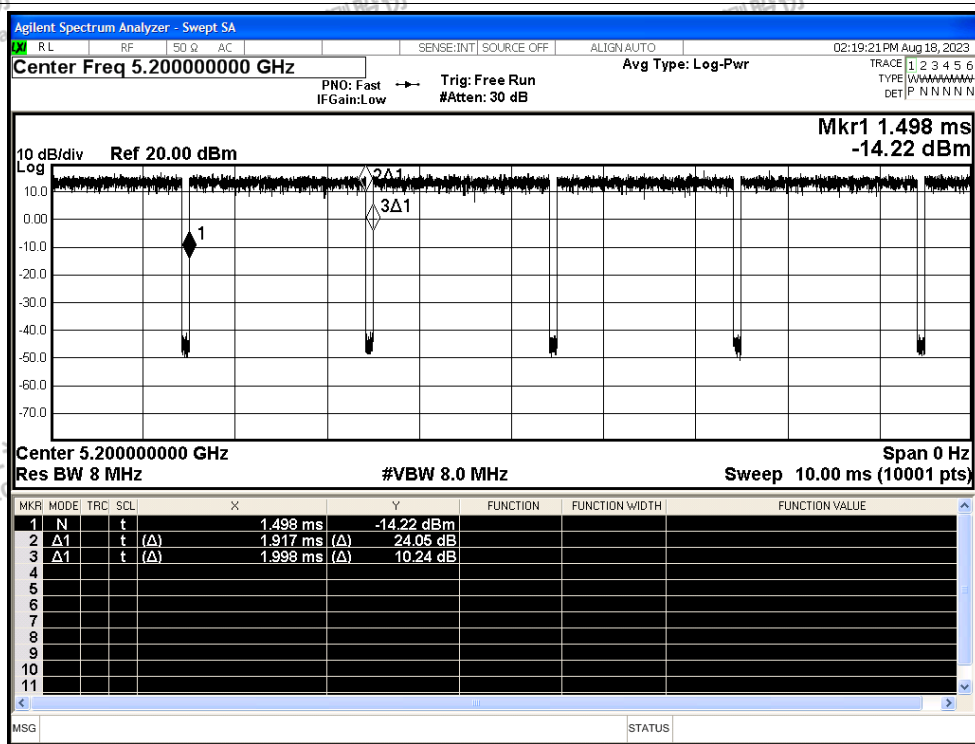 Agilent Spectrum Analyzer - Swept SA
LXI RL RF 50 Ω AC SENSE:INT SOURCE OFF ALIGN AUTO 02:19:21 PM Aug 18, 2023
Center Freq 5.200000000 GHz Avg Type: Log-Pwr TRACE 1 2 3 4 5 6
PNO: Fast Trig: Free Run TYPE WWWWWW
IFGain:Low #Atten: 30 dB DET P N N N N N
Mkr1 1.498 ms
10 dB/div Ref 20.00 dBm -14.22 dBm
Log
10.0
2Δ1
3Δ1
0.00
1
-10.0
-20.0
-30.0
-40.0
-50.0
-60.0
-70.0
Center 5.200000000 GHz Span 0 Hz
Res BW 8 MHz #VBW 8.0 MHz Sweep 10.00 ms (10001 pts)
MKR MODE TRC SCL X Y FUNCTION FUNCTION WIDTH FUNCTION VALUE
1 N t 1.498 ms -14.22 dBm
2 Δ1 t (Δ) 1.917 ms (Δ) 24.05 dB
3 Δ1 t (Δ) 1.998 ms (Δ) 10.24 dB
4
5
6
7
8
9
10
11
MSG STATUS